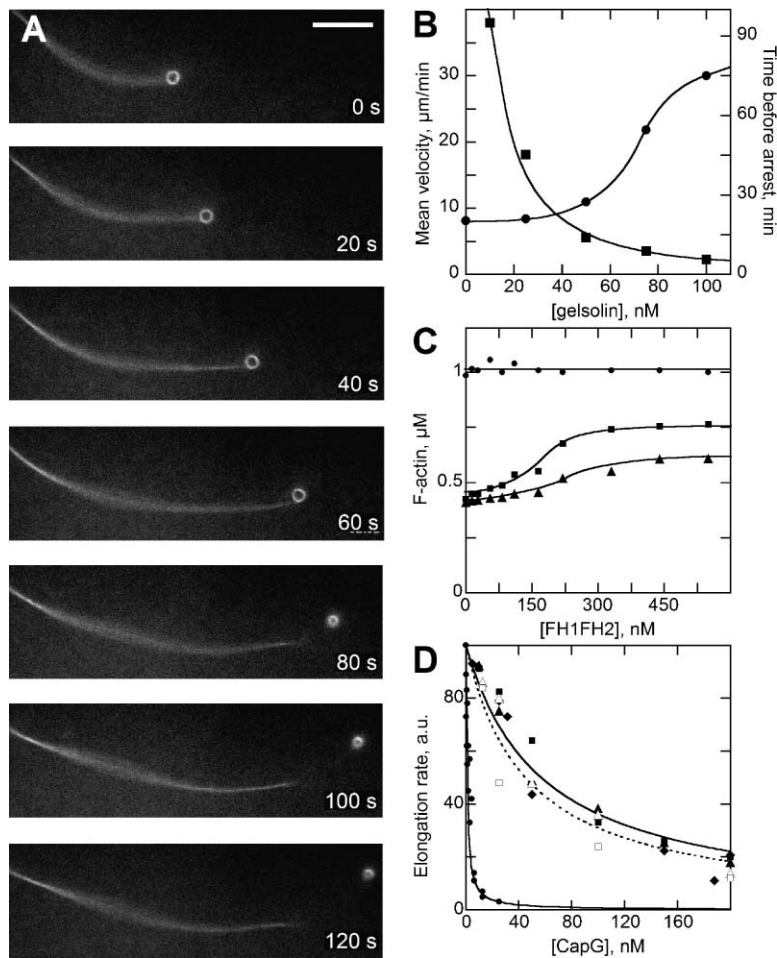 A
0 s
20 s
40 s
60 s
80 s
100 s
120 s
B
Mean velocity, µm/min
30
20
10
0
Time before arrest, min
90
60
30
0
0 20 40 60 80 100
[gelsolin], nM
C
F-actin, µM
1
0.5
1
0 150 300 450
[FH1FH2], nM
D
Elongation rate, a.u.
80
40
0
0 40 80 120 160
[CapG], nM